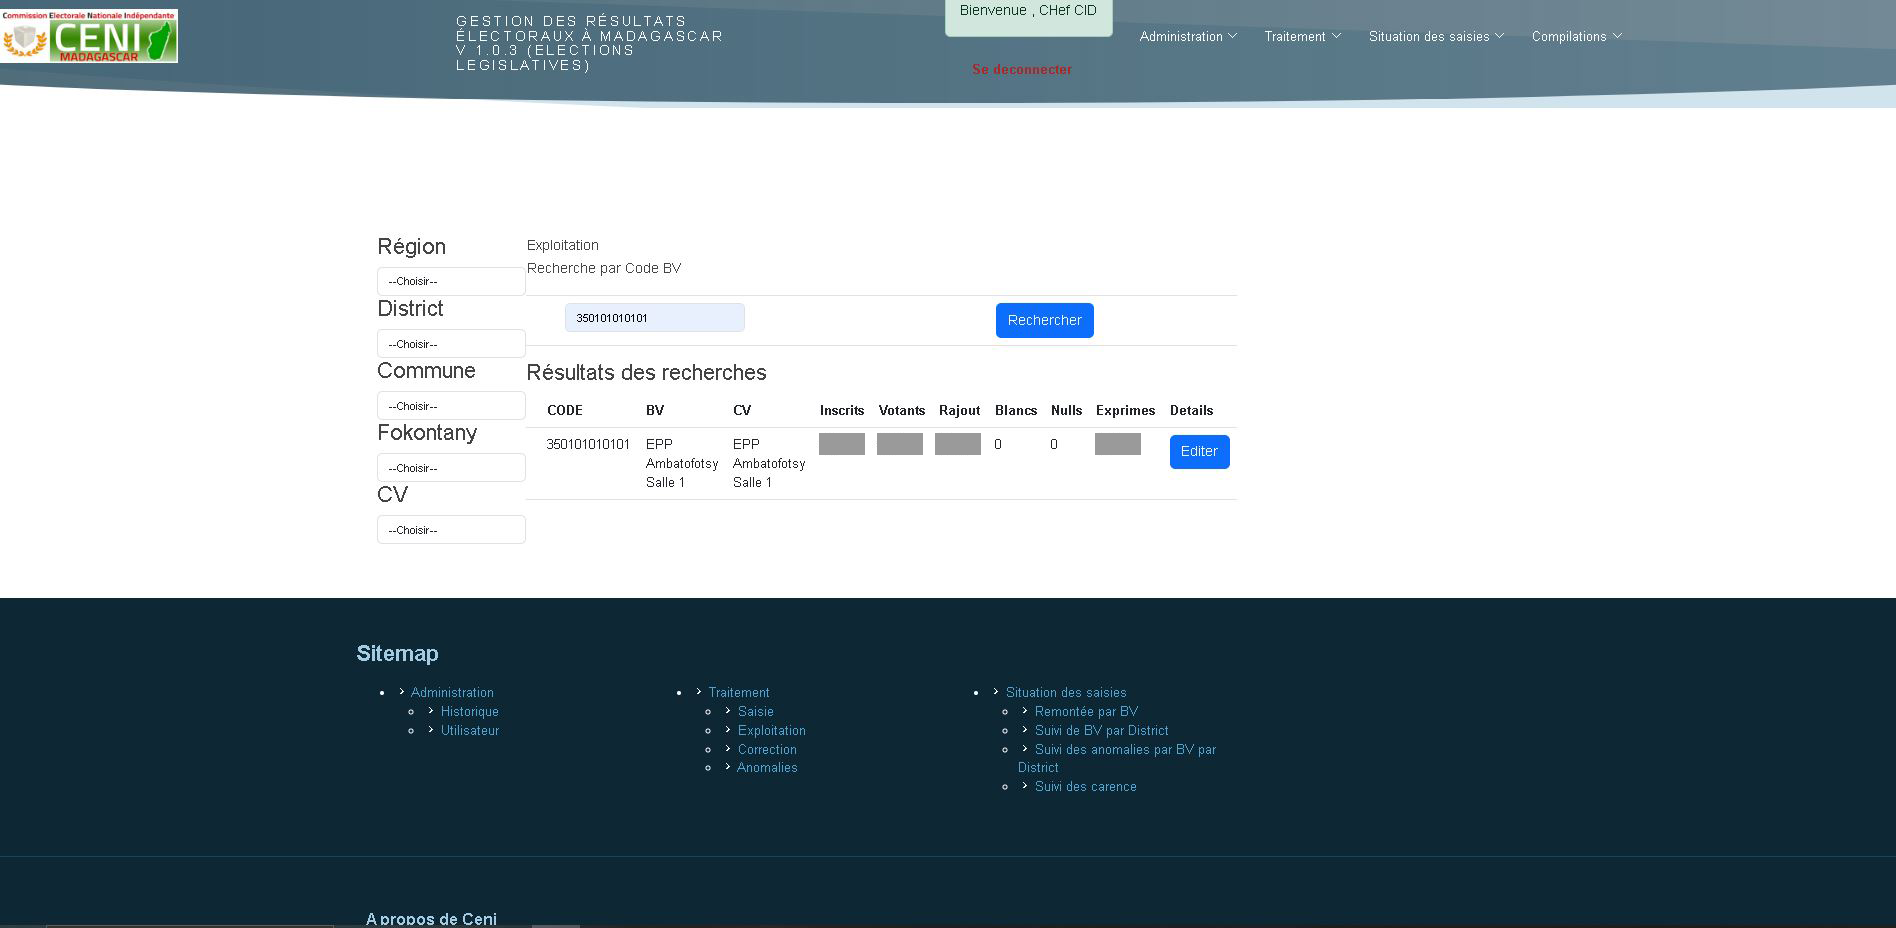 Commission Electorale Nationale Indépendante
CENI
MADAGASCAR
GESTION DES RÉSULTATS
ÉLECTORAUX À MADAGASCAR
V 1.0.3 (ELECTIONS
LEGISLATIVES)
Bienvenue , CHef CID
Se deconnecter
Administration
Traitement
Situation des saisies
Compilations
Région
--Choisir--
District
--Choisir--
Commune
--Choisir--
Fokontany
--Choisir--
CV
--Choisir--
Exploitation
Recherche par Code BV
350101010101
Rechercher
Résultats des recherches
CODE BV CV Inscrits Votants Rajout Blancs Nulls Exprimes Details
350101010101 EPP EPP 0 0 Editer
Ambatofotsy Ambatofotsy
Salle 1 Salle 1
Sitemap
Administration
Historique
Utilisateur
Traitement
Saisie
Exploitation
Correction
Anomalies
Situation des saisies
Remontée par BV
Suivi de BV par District
Suivi des anomalies par BV par
District
Suivi des carence
A propos de Ceni